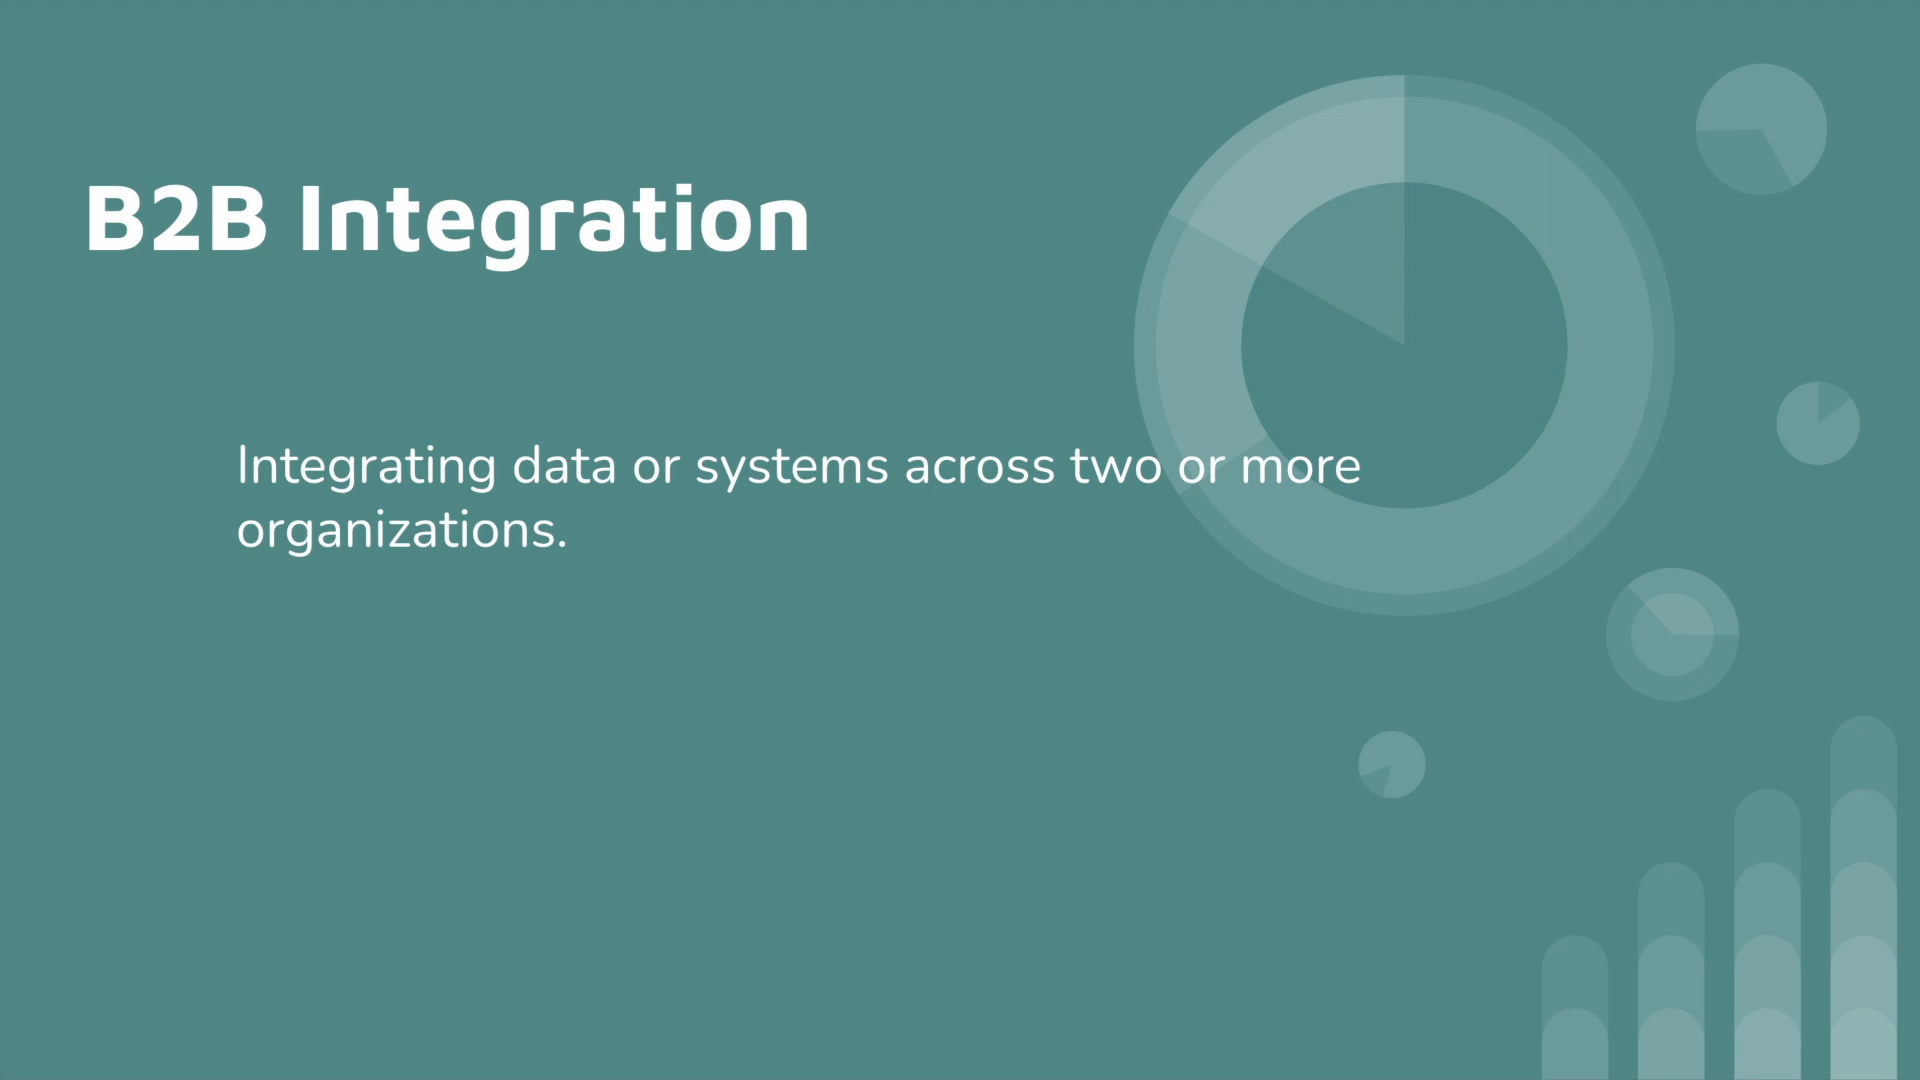 B2B Integration
Integrating data or systems across two or more
organizations.